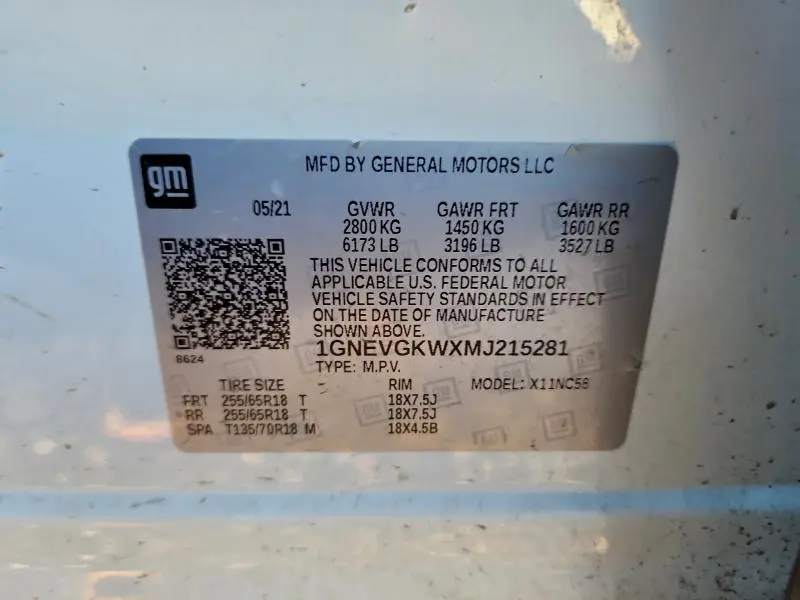 gm
MFD BY GENERAL MOTORS LLC
05/21 GVWR GAWR FRT GAWR RR
2800 KG 1450 KG 1600 KG
6173 LB 3196 LB 3527 LB
THIS VEHICLE CONFORMS TO ALL
APPLICABLE U.S. FEDERAL MOTOR
VEHICLE SAFETY STANDARDS IN EFFECT
ON THE DATE OF MANUFACTURE
SHOWN ABOVE.
8624
1GNEVGKWXMJ215281
TYPE: M.P.V.
TIRE SIZE RIM MODEL: X11NC56
FRT 255/65R18 T 18X7.5J
RR 255/65R18 T 18X7.5J
SPA T135/70R18 M 18X4.5B